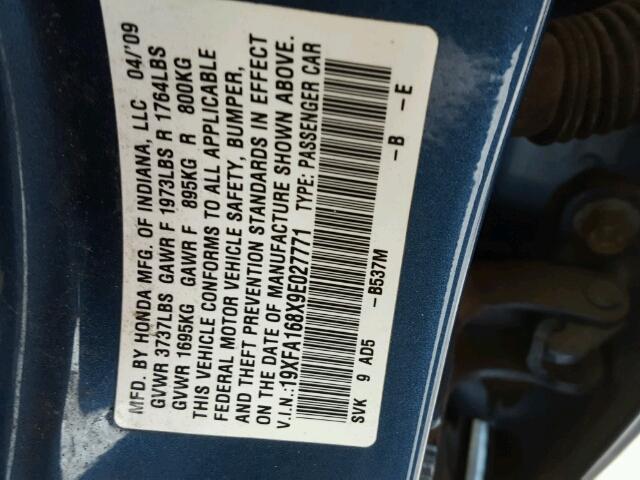 MFD. BY HONDA MFG. OF INDIANA, LLC 04/'09
GVWR 3737LBS GAWR F 1973LBS R 1764LBS
GVWR 1695KG GAWR F 895KG R 800KG
THIS VEHICLE CONFORMS TO ALL APPLICABLE
FEDERAL MOTOR VEHICLE SAFETY, BUMPER,
AND THEFT PREVENTION STANDARDS IN EFFECT
ON THE DATE OF MANUFACTURE SHOWN ABOVE.
V.I.N.:19XFA168X9E027771 TYPE: PASSENGER CAR
-B537M -B -E
SVK 9 AD5